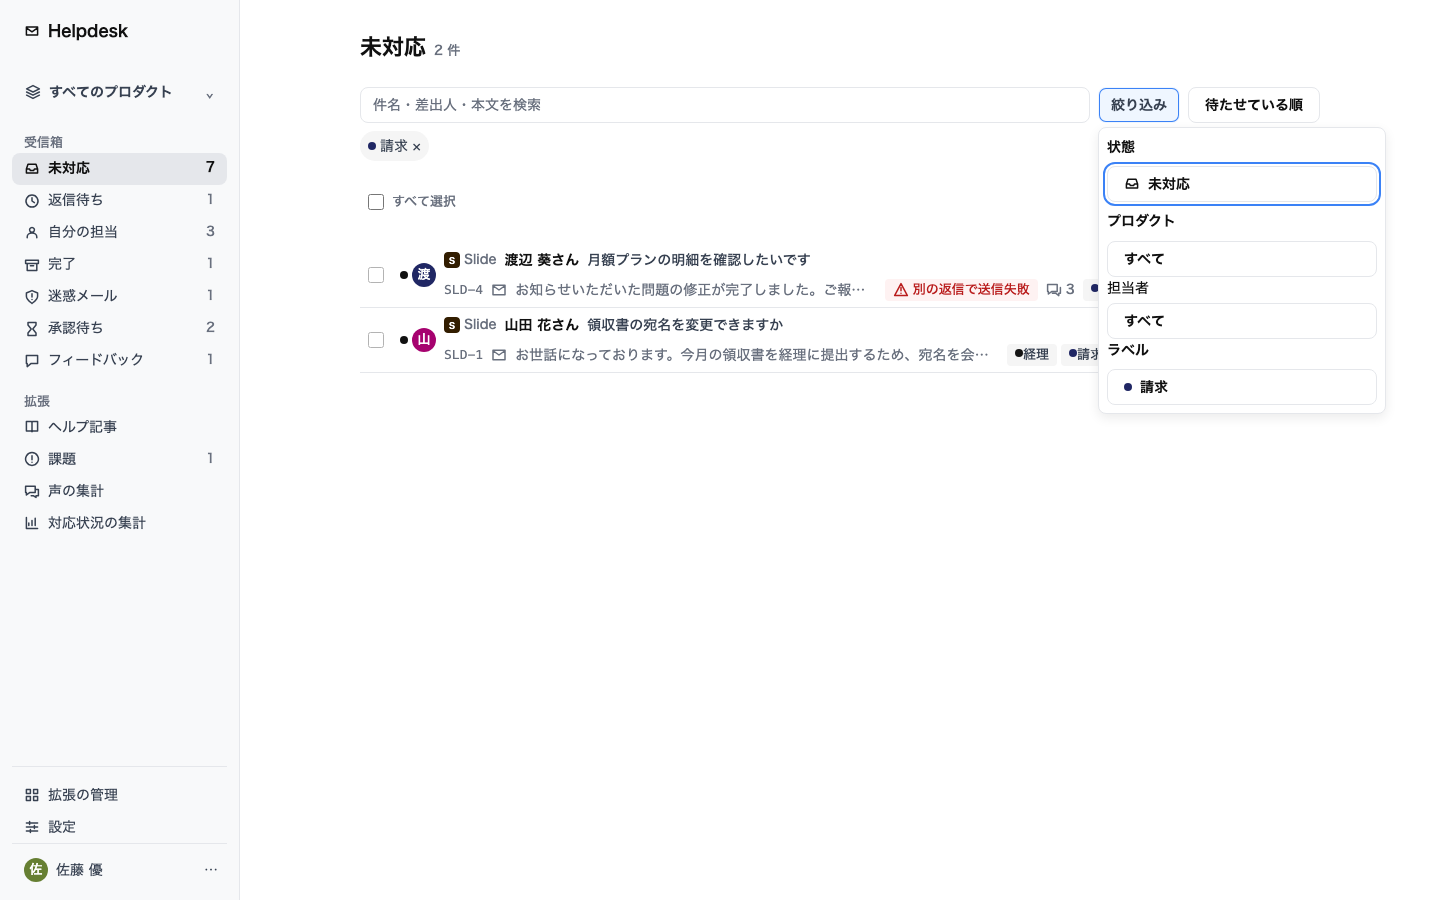 Helpdesk
すべてのプロダクト
受信箱
未対応 7
返信待ち 1
自分の担当 3
完了 1
迷惑メール 1
承認待ち 2
フィードバック 1
拡張
ヘルプ記事
課題 1
声の集計
対応状況の集計
拡張の管理
設定
佐 佐藤 優 …
未対応 2 件
件名・差出人・本文を検索
絞り込み
待たせている順
請求 ×
すべて選択
渡
s Slide 渡辺 葵さん 月額プランの明細を確認したいです
SLD-4 お知らせいただいた問題の修正が完了しました。ご報… 別の返信で送信失敗 3
山
s Slide 山田 花さん 領収書の宛名を変更できますか
SLD-1 お世話になっております。今月の領収書を経理に提出するため、宛名を会… 経理 請求
状態
未対応
プロダクト
すべて
担当者
すべて
ラベル
請求